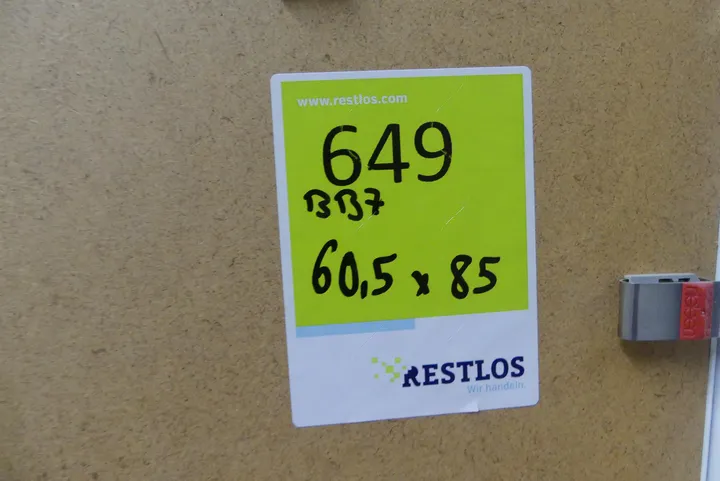 www.restlos.com
649
BB7
60,5 x 85
RESTLOS
Wir handeln.